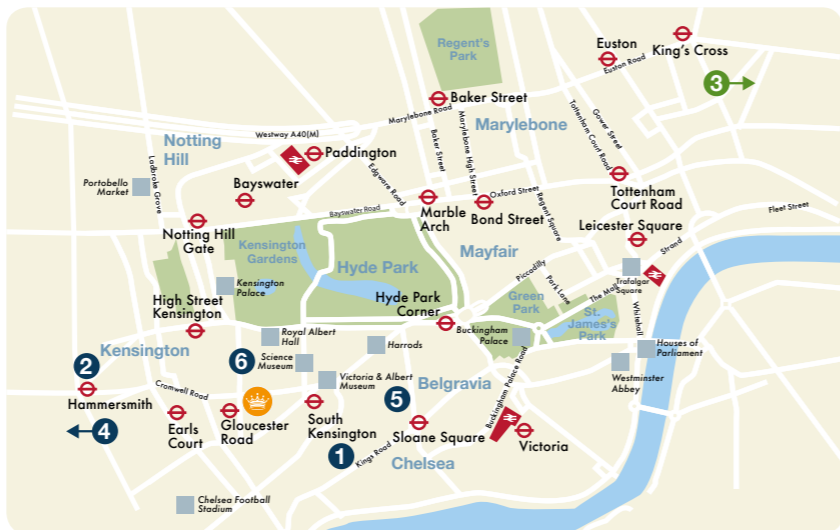 Regent's
Park
Euston
King's Cross
Euston Road
3
Baker Street
Marylebone Road
Marylebone
Tottenham Court Road
Gower Street
Westway A40(M)
Notting
Hill
Paddington
Baker Street
Marylebone High Street
Edgware Road
Portobello
Market
Ladbroke Grove
Bayswater
Tottenham
Court Road
Oxford Street
Marble
Arch
Bond Street
Regent Square
Bayswater Road
Fleet Street
Leicester Square
Notting Hill
Gate
Kensington
Gardens
Mayfair
Strand
Hyde Park
Piccadilly
Trafalgar
Square
Kensington
Palace
Park Lane
The Mall
Green
Park
High Street
Kensington
Hyde Park
Corner
St.
James's
Park
Whitehall
Buckingham
Palace
Royal Albert
Hall
Harrods
Houses of
Parliament
Kensington
2
6
Science
Museum
Victoria & Albert
Museum
Belgravia
Buckingham Palace Road
Westminster
Abbey
Cromwell Road
Hammersmith
5
4
Earls
Court
Gloucester
Road
South
Kensington
Sloane Square
Victoria
1
Kings Road
Chelsea
Chelsea Football
Stadium